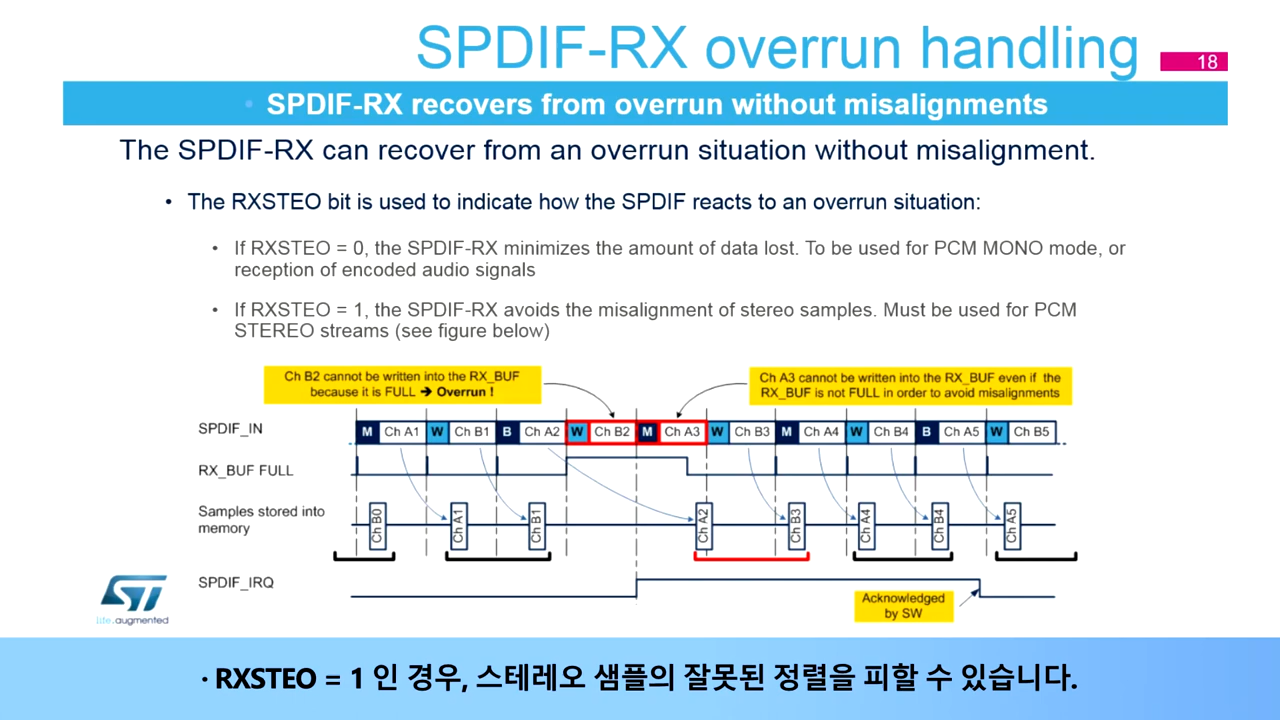 SPDIF-RX overrun handling
18
• SPDIF-RX recovers from overrun without misalignments
The SPDIF-RX can recover from an overrun situation without misalignment.
• The RXSTEO bit is used to indicate how the SPDIF reacts to an overrun situation:
• If RXSTEO = 0, the SPDIF-RX minimizes the amount of data lost. To be used for PCM MONO mode, or
reception of encoded audio signals
• If RXSTEO = 1, the SPDIF-RX avoids the misalignment of stereo samples. Must be used for PCM
STEREO streams (see figure below)
Ch B2 cannot be written into the RX_BUF
because it is FULL ➔ Overrun !
Ch A3 cannot be written into the RX_BUF even if the
RX_BUF is not FULL in order to avoid misalignments
SPDIF_IN
M Ch A1 W Ch B1 B Ch A2 W Ch B2 M Ch A3 W Ch B3 M Ch A4 W Ch B4 B Ch A5 W Ch B5
RX_BUF FULL
Samples stored into
memory
Ch B0 Ch A1 Ch B1 Ch A2 Ch B3 Ch A4 Ch B4 Ch A5
SPDIF_IRQ
Acknowledged
by SW
ST
life.augmented
· RXSTEO = 1 인 경우, 스테레오 샘플의 잘못된 정렬을 피할 수 있습니다.